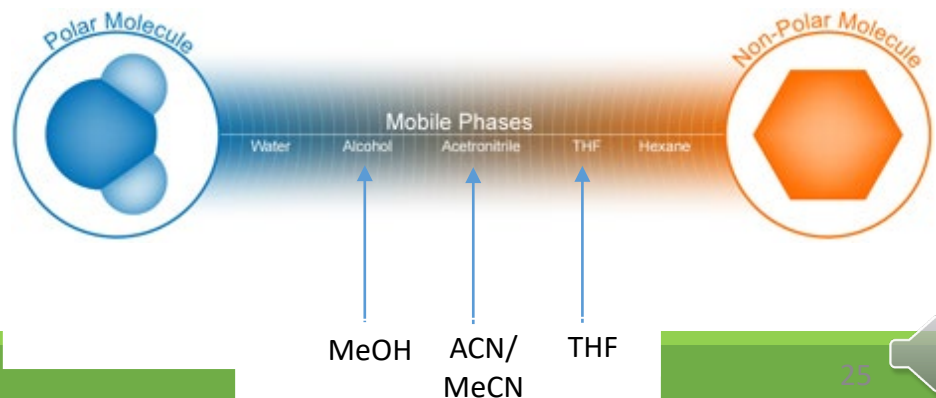 Polar Molecule
Non-Polar Molecule
Mobile Phases
Water Alcohol Acetronitrile THF Hexane
MeOH ACN/ THF
MeCN
25